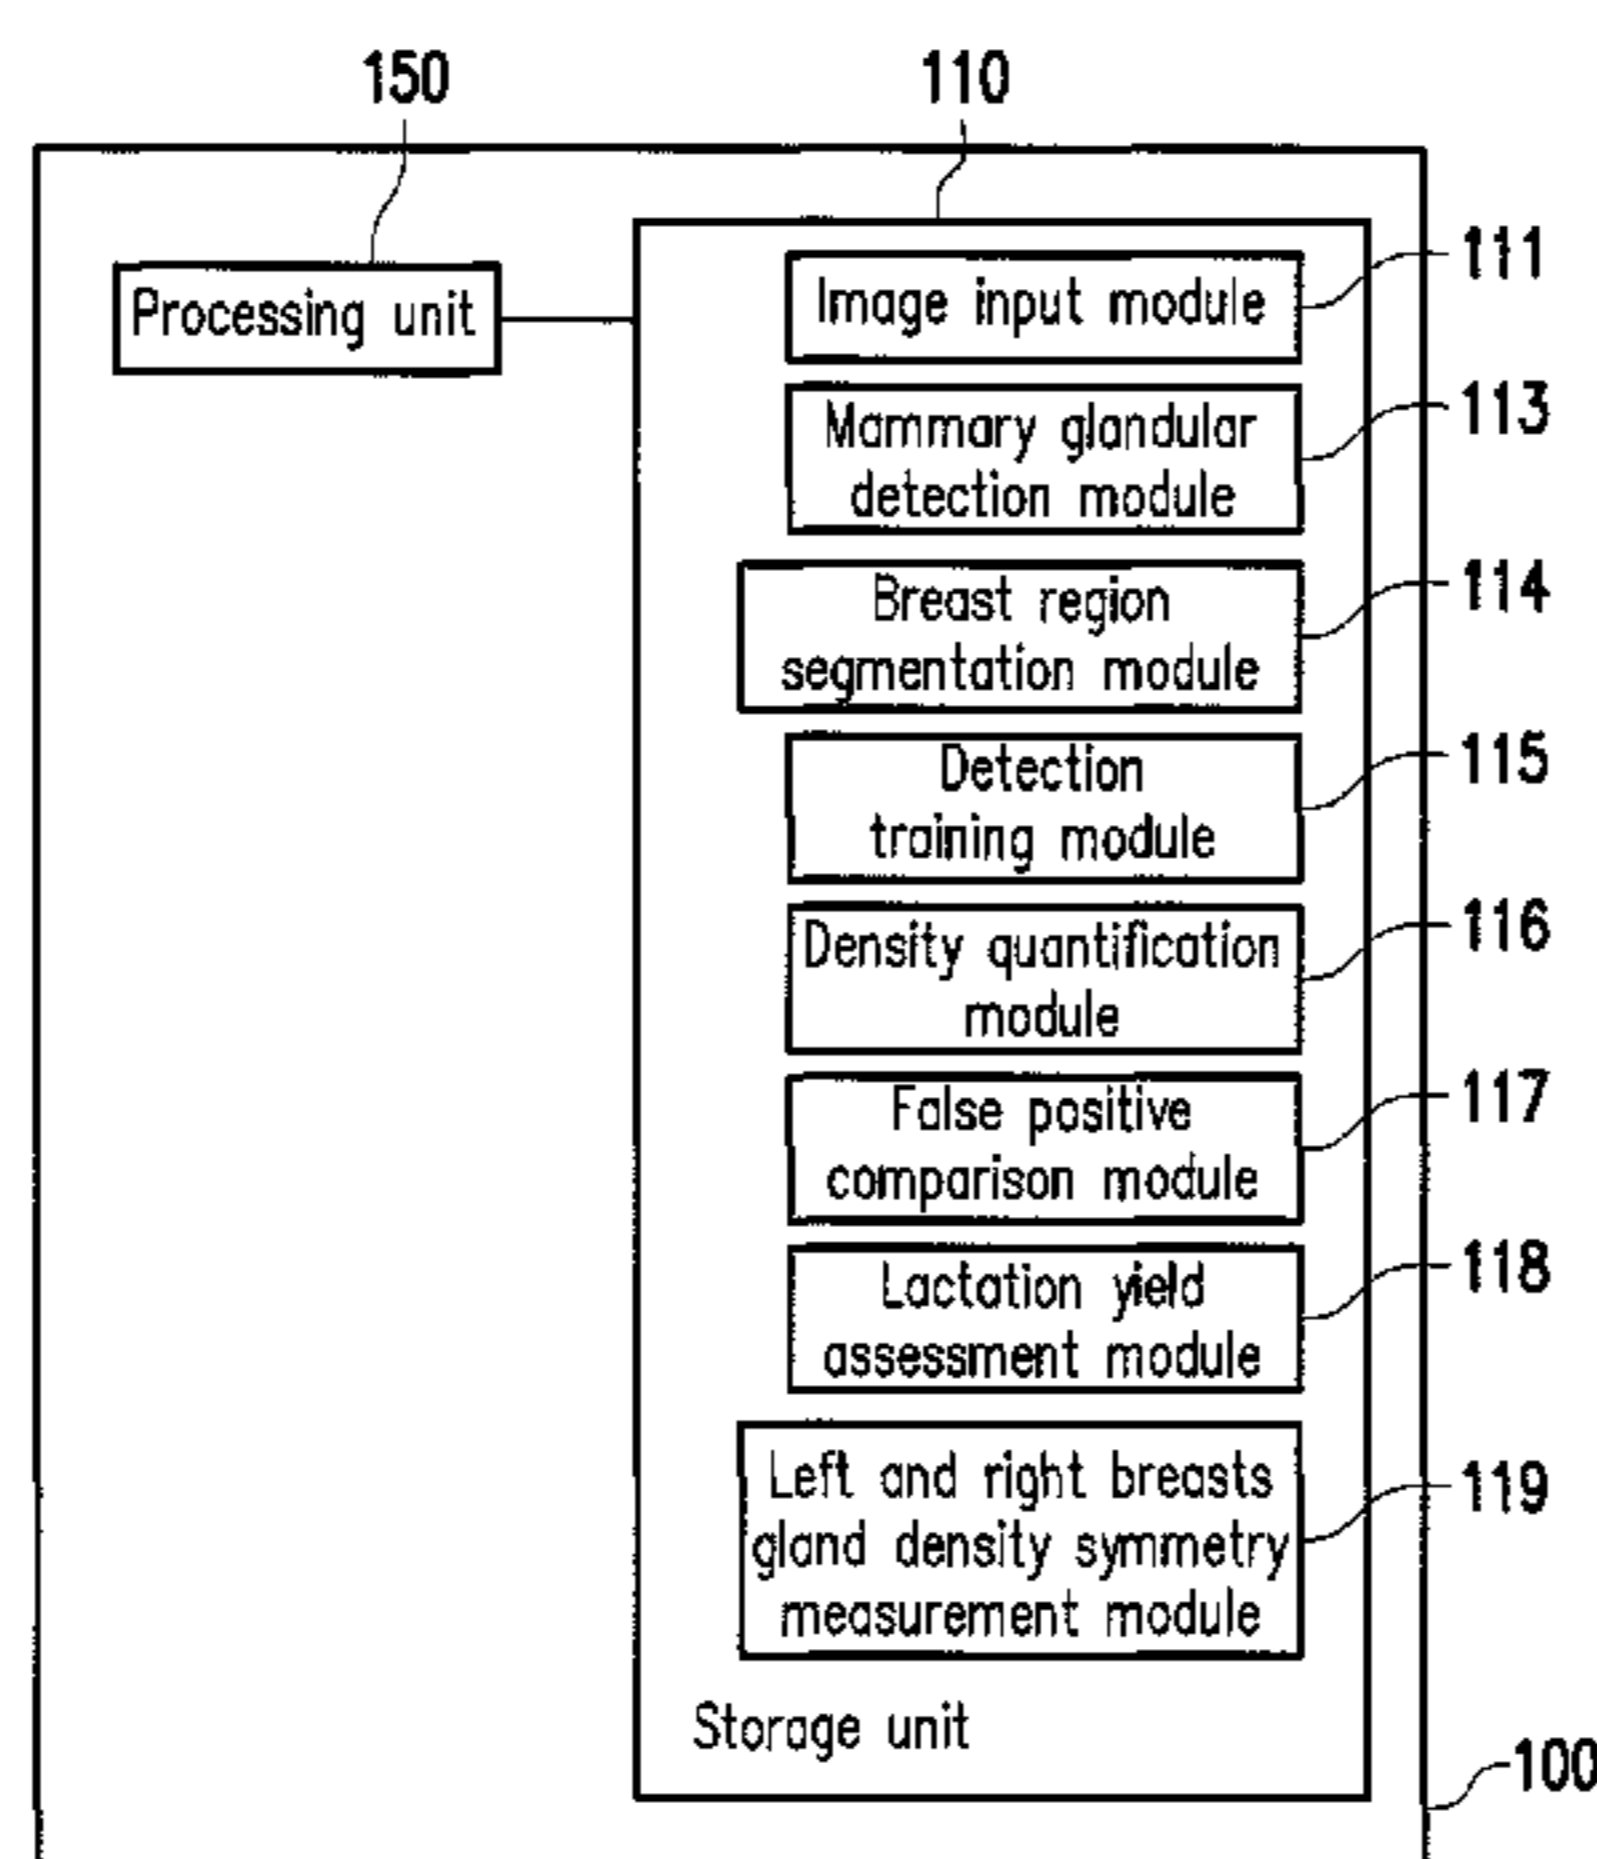 150
110
Processing unit
Image input module
111
Mammary glandular
detection module
113
Breast region
segmentation module
114
Detection
training module
115
Density quantification
module
116
False positive
comparison module
117
Lactation yield
assessment module
118
Left and right breasts
gland density symmetry
measurement module
119
Storage unit
100